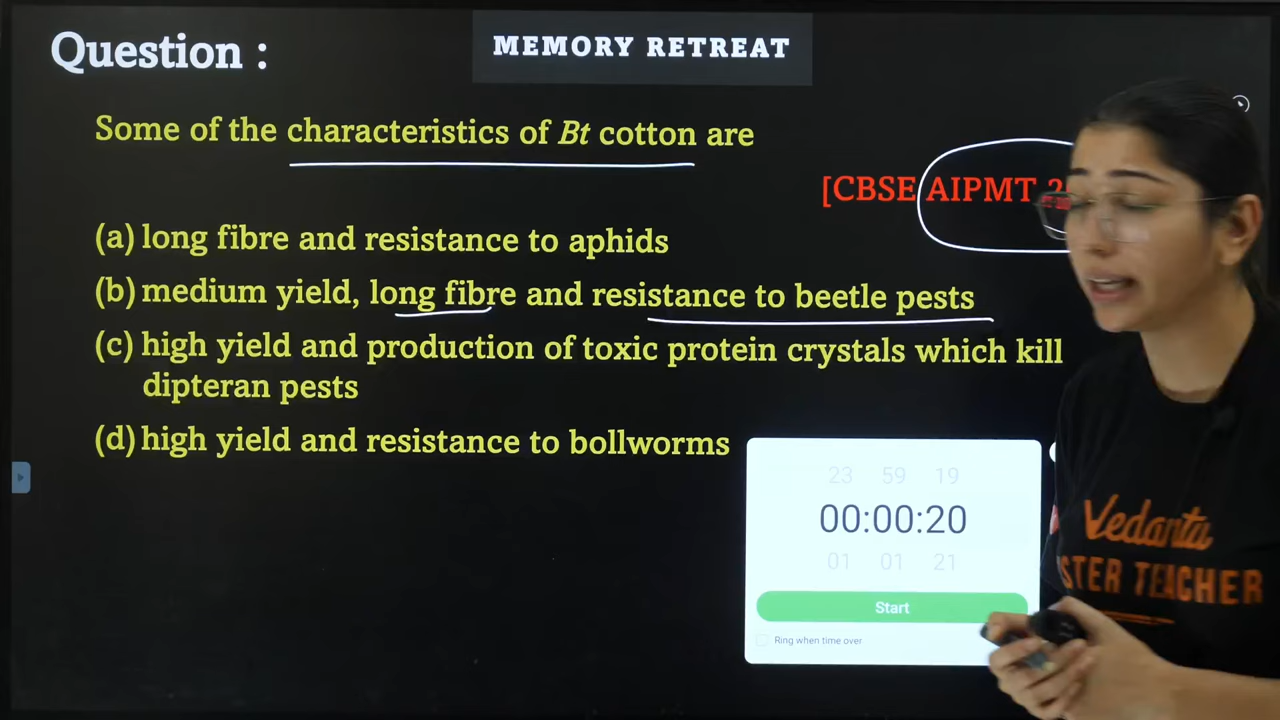 Question :
MEMORY RETREAT
Some of the characteristics of Bt cotton are
[CBSE AIPMT
(a) long fibre and resistance to aphids
(b) medium yield, long fibre and resistance to beetle pests
(c) high yield and production of toxic protein crystals which kill
dipteran pests
(d) high yield and resistance to bollworms
23 59 19
00:00:20
01 01 21
Start
Ring when time over
Vedantu
TEACHER